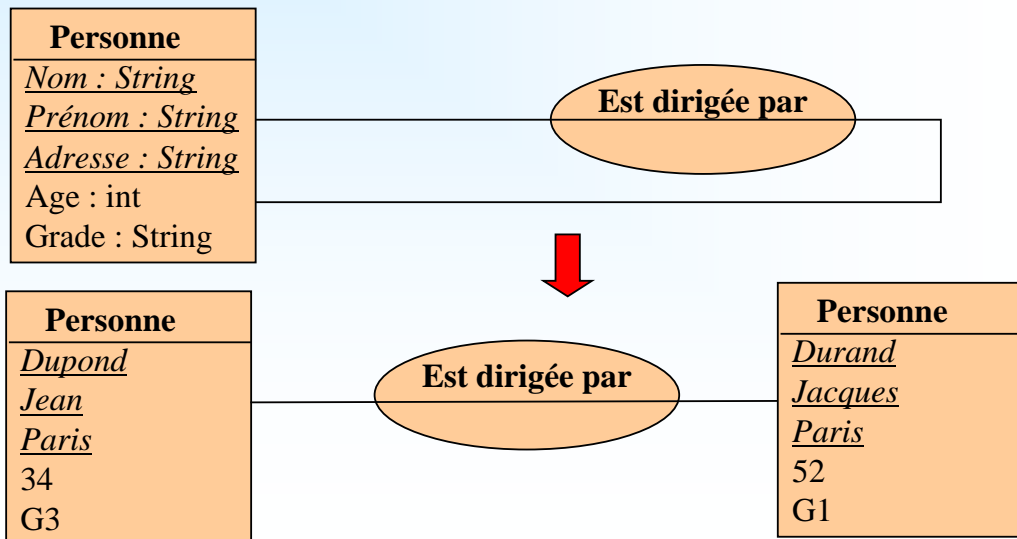 Personne
Nom : String
Prénom : String
Adresse : String
Age : int
Grade : String
Est dirigée par
Personne
Dupond
Jean
Paris
34
G3
Est dirigée par
Personne
Durand
Jacques
Paris
52
G1